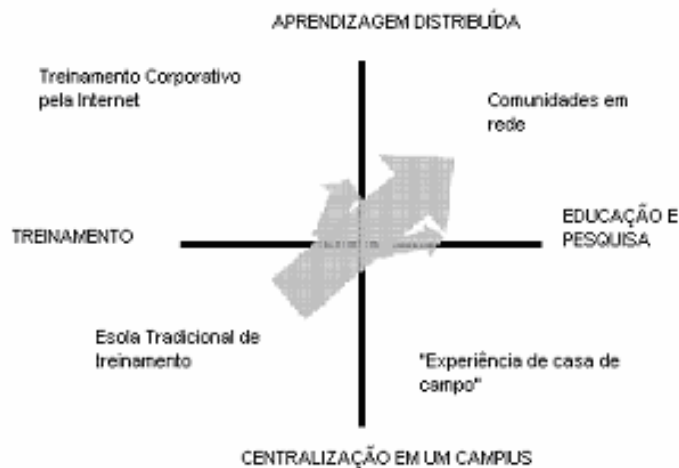 APRENDIZAGEM DISTRIBUÍDA
Treinamento Corporativo
pela Internet
Comunidades em
rede
TREINAMENTO
EDUCAÇÃO E
PESQUISA
Esola Tradicional de
treinamento
"Experiência de casa de
campo"
CENTRALIZAÇÃO EM UM CAMPIUS